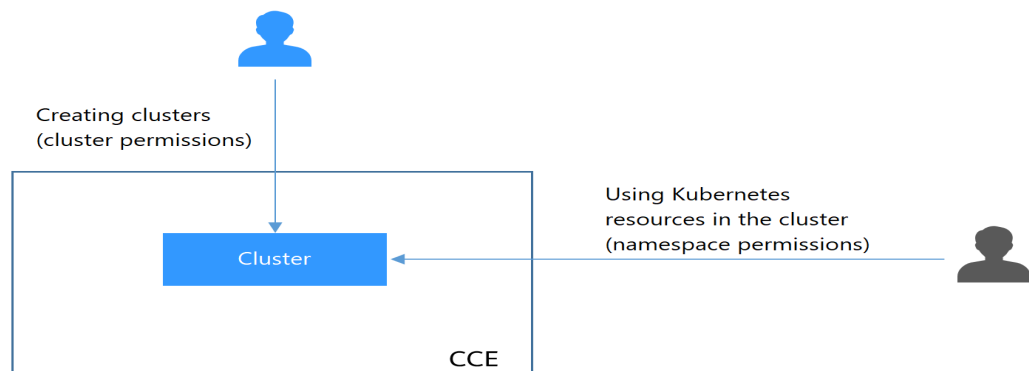 Creating clusters
(cluster permissions)
Using Kubernetes
resources in the cluster
(namespace permissions)
Cluster
CCE